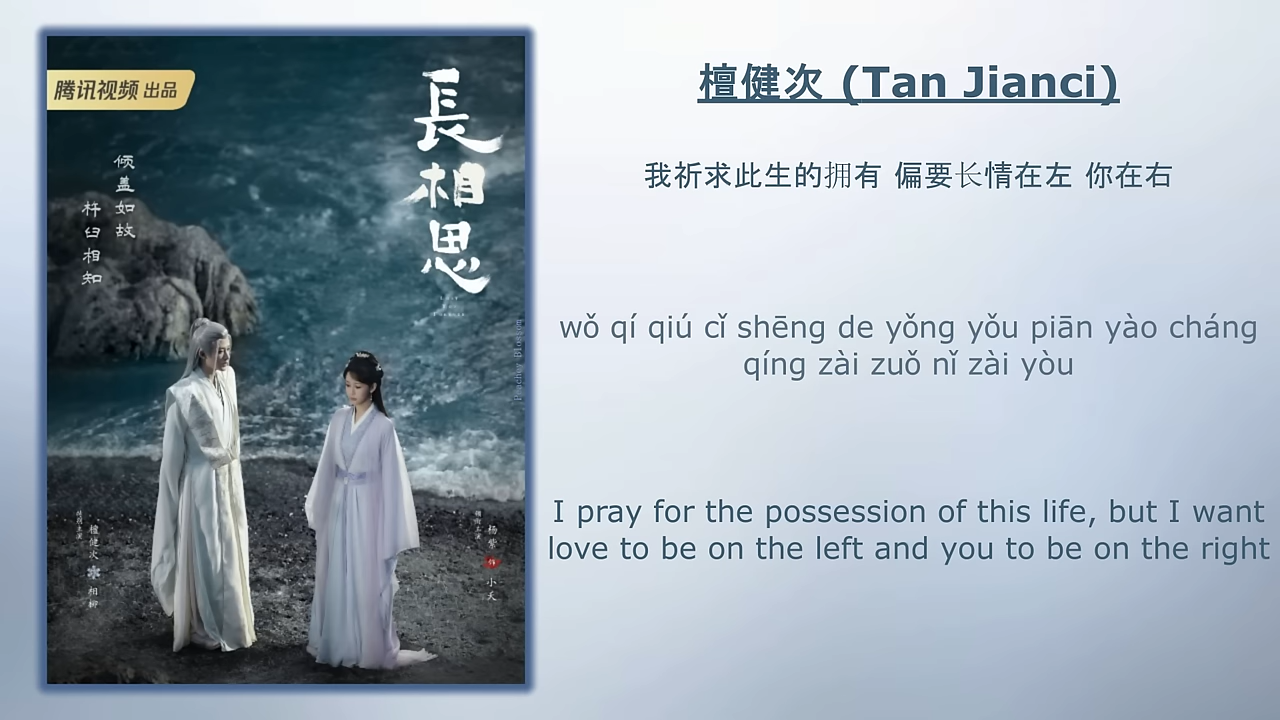 腾讯视频 出品
長相思
倾盖如故
杵臼相知
檀健次
相柳
杨紫
小夭
Peachey Blossom
檀健次 (Tan Jianci)
我祈求此生的拥有 偏要长情在左 你在右
wǒ qí qiú cǐ shēng de yǒng yǒu piān yào cháng
qíng zài zuǒ nǐ zài yòu
I pray for the possession of this life, but I want
love to be on the left and you to be on the right